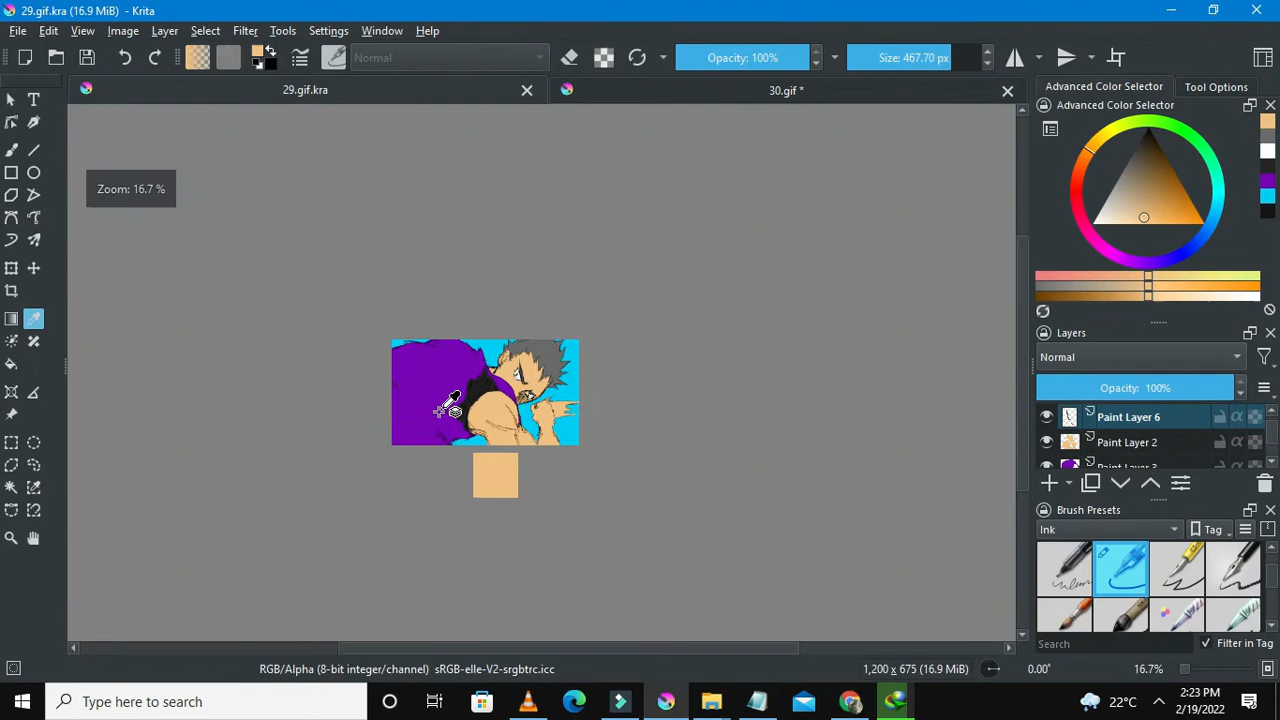 29.gif.kra (16.9 MiB) - Krita
File Edit View Image Layer Select Filter Tools Settings Window Help
Normal Opacity: 100% Size: 467.70 px
29.gif.kra 30.gif *
Advanced Color Selector Tool Options
Advanced Color Selector
Zoom: 16.7 %
Layers
Normal
Opacity: 100%
Paint Layer 6
Paint Layer 2
Paint Layer 3
Brush Presets
Ink Tag
Search Filter in Tag
RGB/Alpha (8-bit integer/channel) sRGB-elle-V2-srgbtrc.icc 1,200 x 675 (16.9 MiB) 0.00° 16.7%
Type here to search 22°C 2:23 PM
2/19/2022